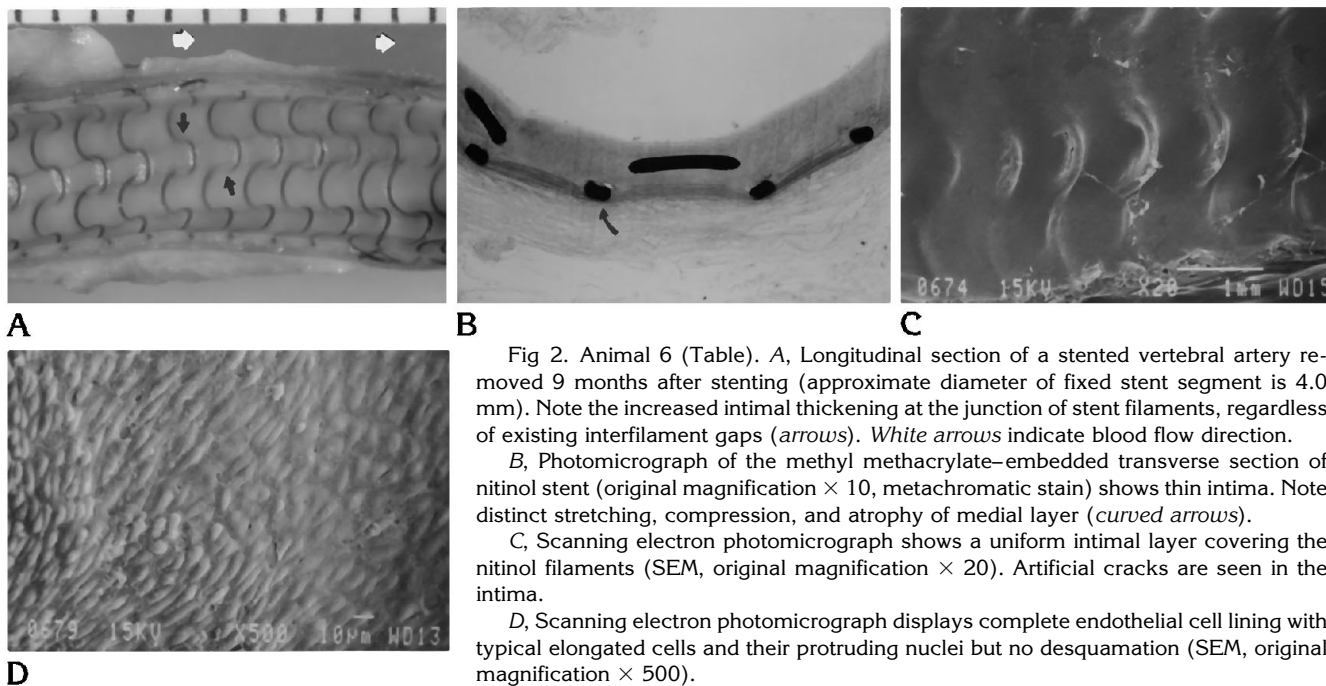 A
B
C
0674 15KV X20 1mm WD15
D
0679 15KV X500 10µm WD13
Fig 2. Animal 6 (Table). A, Longitudinal section of a stented vertebral artery re-
moved 9 months after stenting (approximate diameter of fixed stent segment is 4.0
mm). Note the increased intimal thickening at the junction of stent filaments, regardless
of existing interfilament gaps (arrows). White arrows indicate blood flow direction.
B, Photomicrograph of the methyl methacrylate–embedded transverse section of
nitinol stent (original magnification × 10, metachromatic stain) shows thin intima. Note
distinct stretching, compression, and atrophy of medial layer (curved arrows).
C, Scanning electron photomicrograph shows a uniform intimal layer covering the
nitinol filaments (SEM, original magnification × 20). Artificial cracks are seen in the
intima.
D, Scanning electron photomicrograph displays complete endothelial cell lining with
typical elongated cells and their protruding nuclei but no desquamation (SEM, original
magnification × 500).